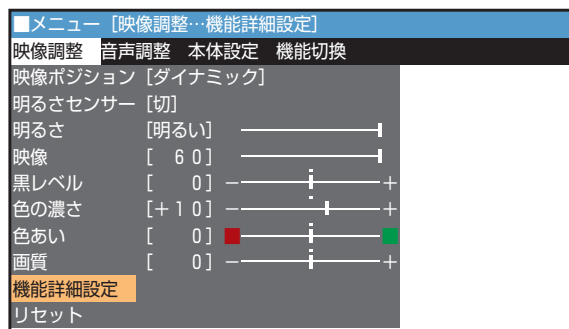 ■メニュー [映像調整…機能詳細設定]
映像調整 音声調整 本体設定 機能切換
映像ポジション [ダイナミック]
明るさセンサー [切]
明るさ [明るい]
映像 [ 60]
黒レベル [ 0] − +
色の濃さ [+10] − +
色あい [ 0]
画質 [ 0] − +
機能詳細設定
リセット